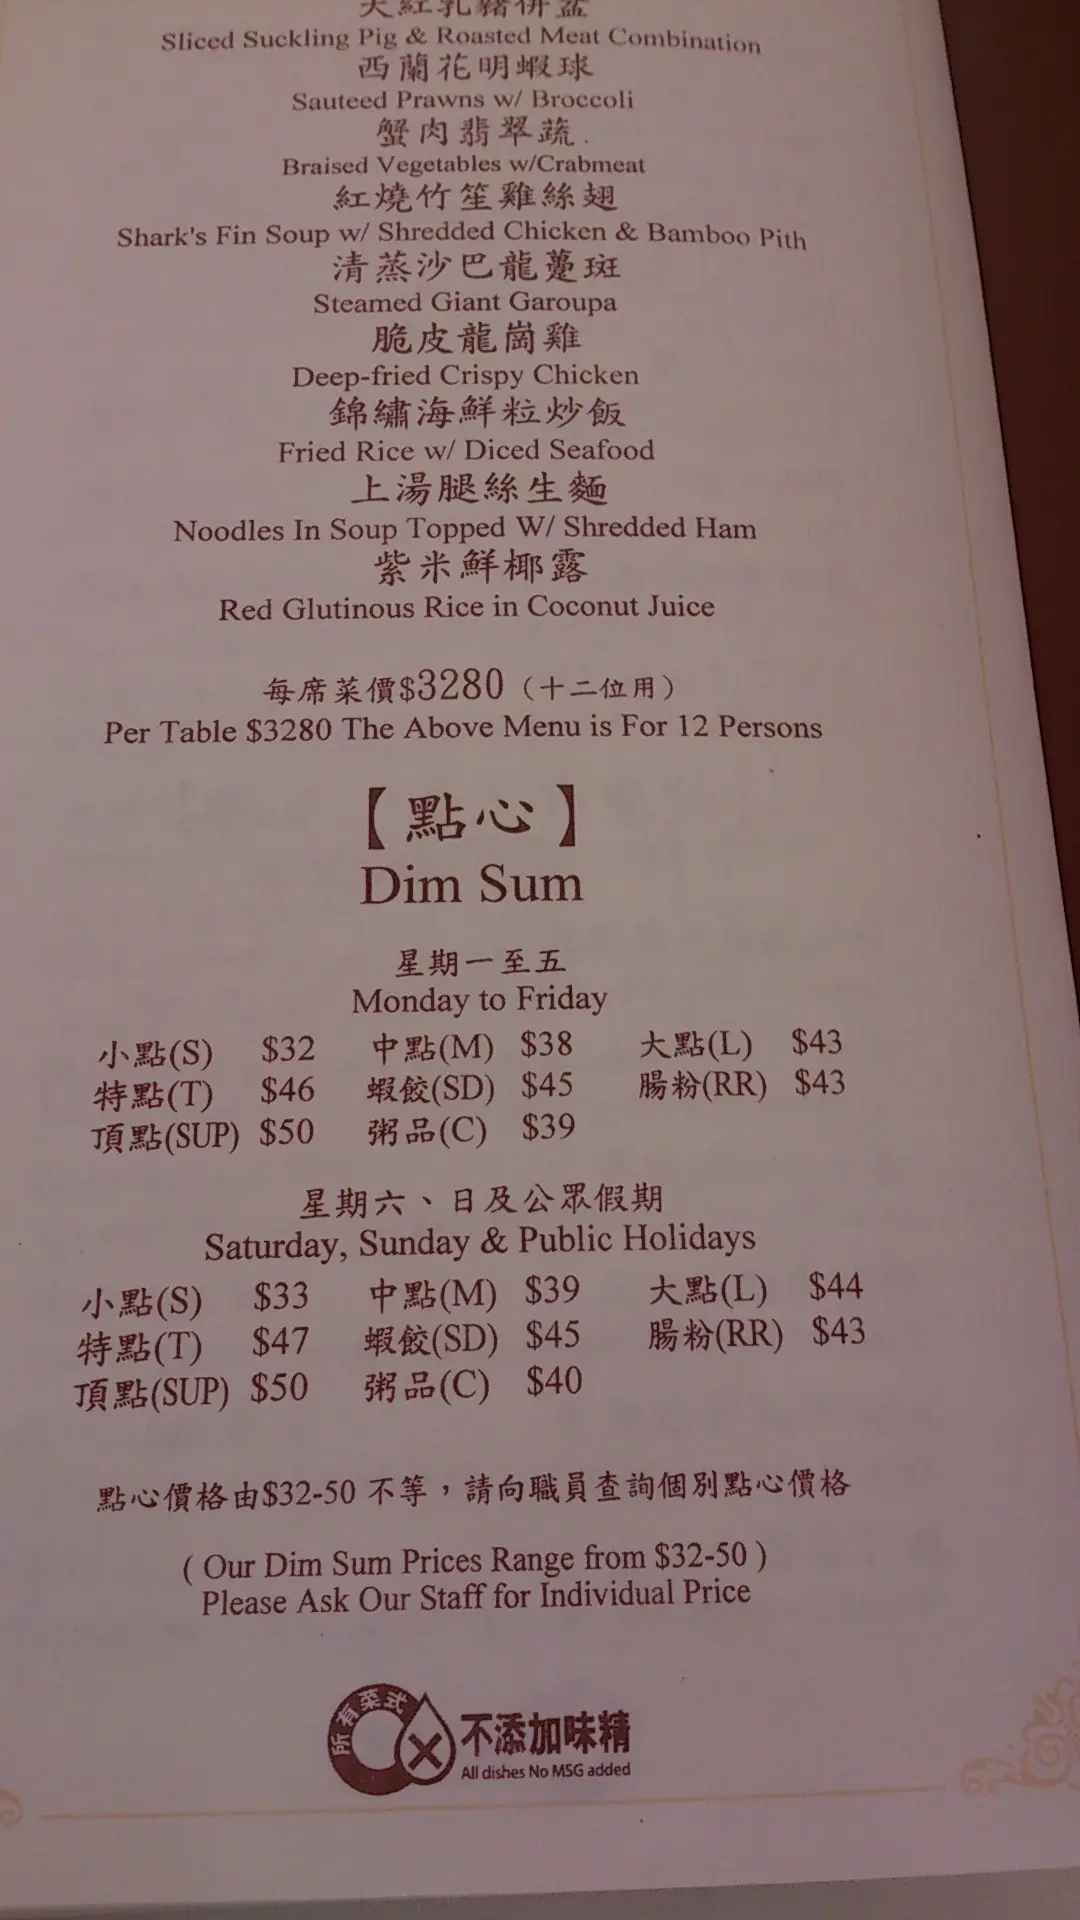 大紅乳豬併盆
Sliced Suckling Pig & Roasted Meat Combination
西蘭花明蝦球
Sauteed Prawns w/ Broccoli
蟹肉翡翠蔬
Braised Vegetables w/Crabmeat
紅燒竹笙雞絲翅
Shark's Fin Soup w/ Shredded Chicken & Bamboo Pith
清蒸沙巴龍躉斑
Steamed Giant Garoupa
脆皮龍崗雞
Deep-fried Crispy Chicken
錦繡海鮮粒炒飯
Fried Rice w/ Diced Seafood
上湯腿絲生麵
Noodles In Soup Topped W/ Shredded Ham
紫米鮮椰露
Red Glutinous Rice in Coconut Juice
每席菜價$3280（十二位用）
Per Table $3280 The Above Menu is For 12 Persons
【點心】
Dim Sum
星期一至五
Monday to Friday
小點(S) $32 中點(M) $38 大點(L) $43
特點(T) $46 蝦餃(SD) $45 腸粉(RR) $43
頂點(SUP) $50 粥品(C) $39
星期六、日及公眾假期
Saturday, Sunday & Public Holidays
小點(S) $33 中點(M) $39 大點(L) $44
特點(T) $47 蝦餃(SD) $45 腸粉(RR) $43
頂點(SUP) $50 粥品(C) $40
點心價格由$32-50 不等，請向職員查詢個別點心價格
( Our Dim Sum Prices Range from $32-50 )
Please Ask Our Staff for Individual Price
所有菜式
不添加味精
All dishes No MSG added